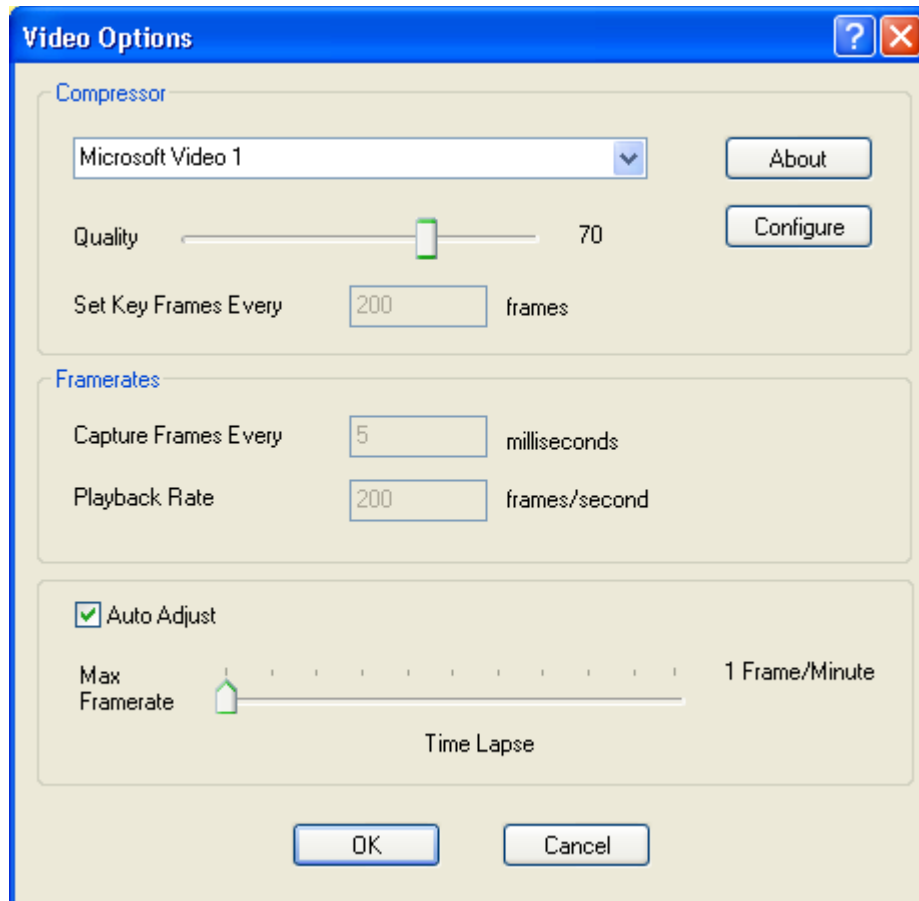 Video Options
Compressor
Microsoft Video 1
About
Quality
70
Configure
Set Key Frames Every
200
frames
Framerates
Capture Frames Every
5
milliseconds
Playback Rate
200
frames/second
Auto Adjust
Max
Framerate
1 Frame/Minute
Time Lapse
OK
Cancel